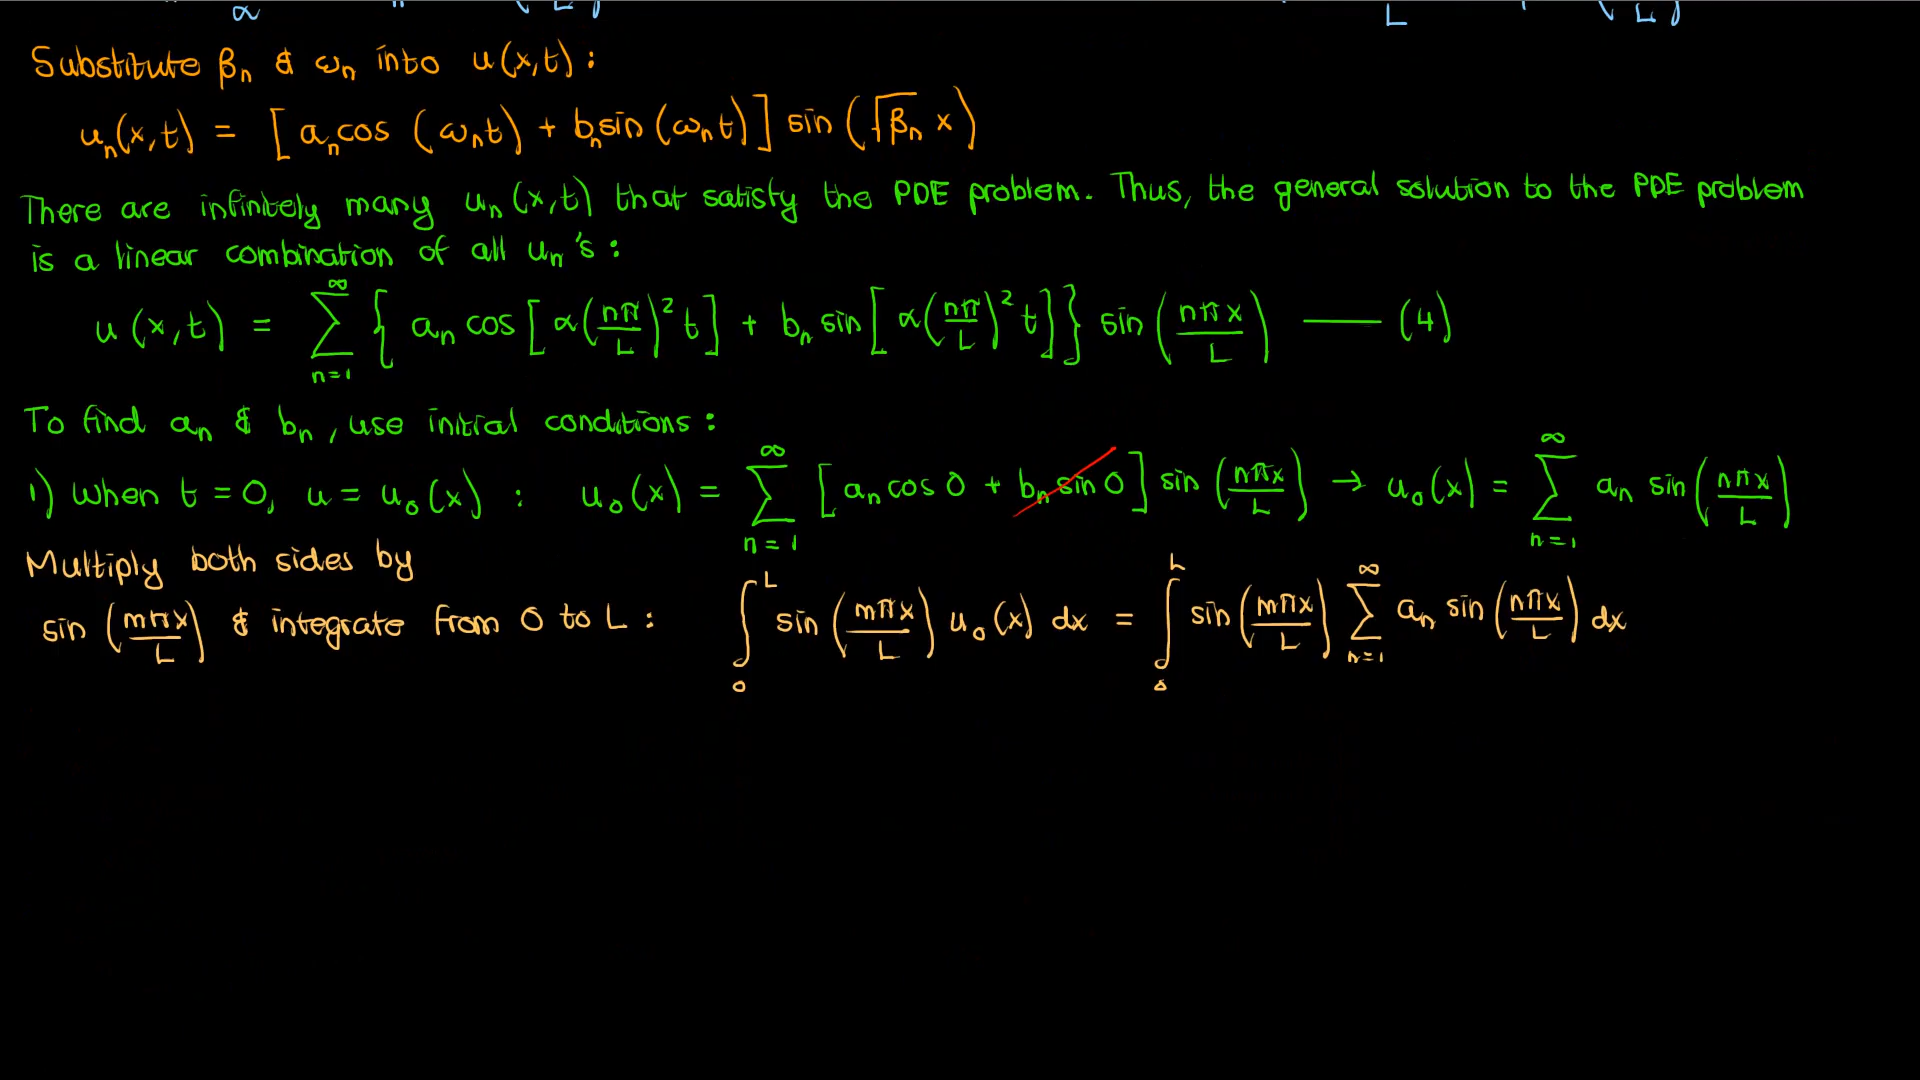 Substitute βn & ωn into u(x,t) :
un(x,t) = [an cos (ωnt) + bn sin (ωnt)] sin (√βn x)
There are infinitely many un (x,t) that satisfy the PDE problem. Thus, the general solution to the PDE problem
is a linear combination of all un's :
u (x,t) = ∑_{n=1}^{∞} { an cos [α(nπ/L)² t] + bn sin [α(nπ/L)² t] } sin (nπx/L) —— (4)
To find an & bn , use initial conditions :
1) When t = 0, u = u₀(x) : u₀(x) = ∑_{n=1}^{∞} [an cos 0 + bn sin 0] sin (nπx/L) → u₀(x) = ∑_{n=1}^{∞} an sin (nπx/L)
Multiply both sides by
sin (mπx/L) & integrate from 0 to L : ∫_0^L sin (mπx/L) u₀(x) dx = ∫_0^L sin (mπx/L) ∑_{n=1}^{∞} an sin (nπx/L) dx